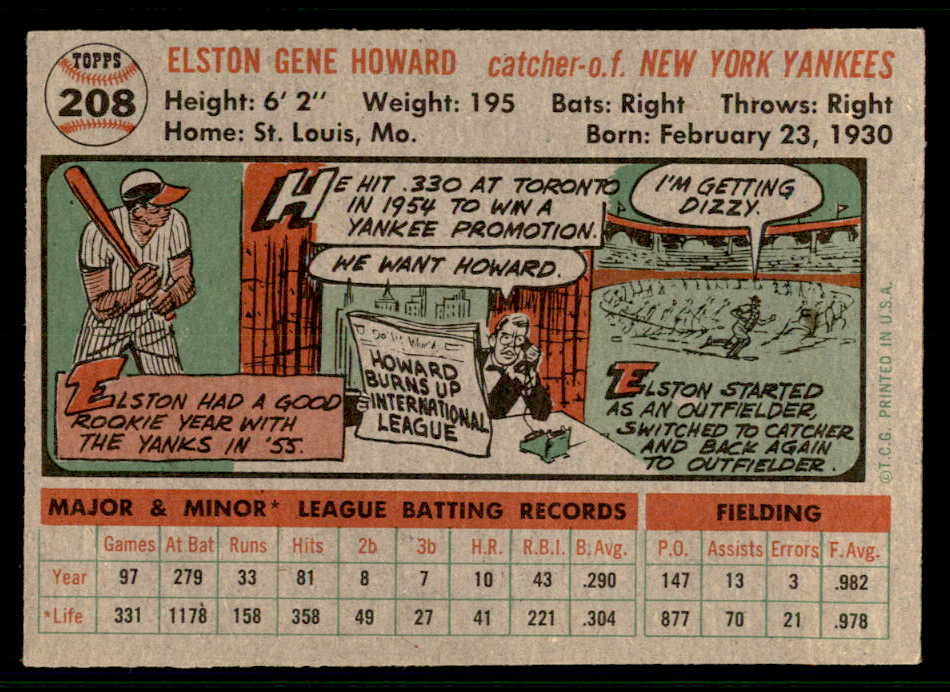 TOPPS
208
ELSTON GENE HOWARD catcher-o.f. NEW YORK YANKEES
Height: 6' 2" Weight: 195 Bats: Right Throws: Right
Home: St. Louis, Mo. Born: February 23, 1930
HE HIT .330 AT TORONTO
IN 1954 TO WIN A
YANKEE PROMOTION.
WE WANT HOWARD.
HOWARD
BURNS UP
INTERNATIONAL
LEAGUE
I'M GETTING
DIZZY.
ELSTON HAD A GOOD
ROOKIE YEAR WITH
THE YANKS IN '55.
ELSTON STARTED
AS AN OUTFIELDER,
SWITCHED TO CATCHER
AND BACK AGAIN
TO OUTFIELDER.
©T.C.G. PRINTED IN U.S.A.
MAJOR & MINOR* LEAGUE BATTING RECORDS FIELDING
Games At Bat Runs Hits 2b 3b H.R. R.B.I. B. Avg. P.O. Assists Errors F. Avg.
Year 97 279 33 81 8 7 10 43 .290 147 13 3 .982
*Life 331 1178 158 358 49 27 41 221 .304 877 70 21 .978